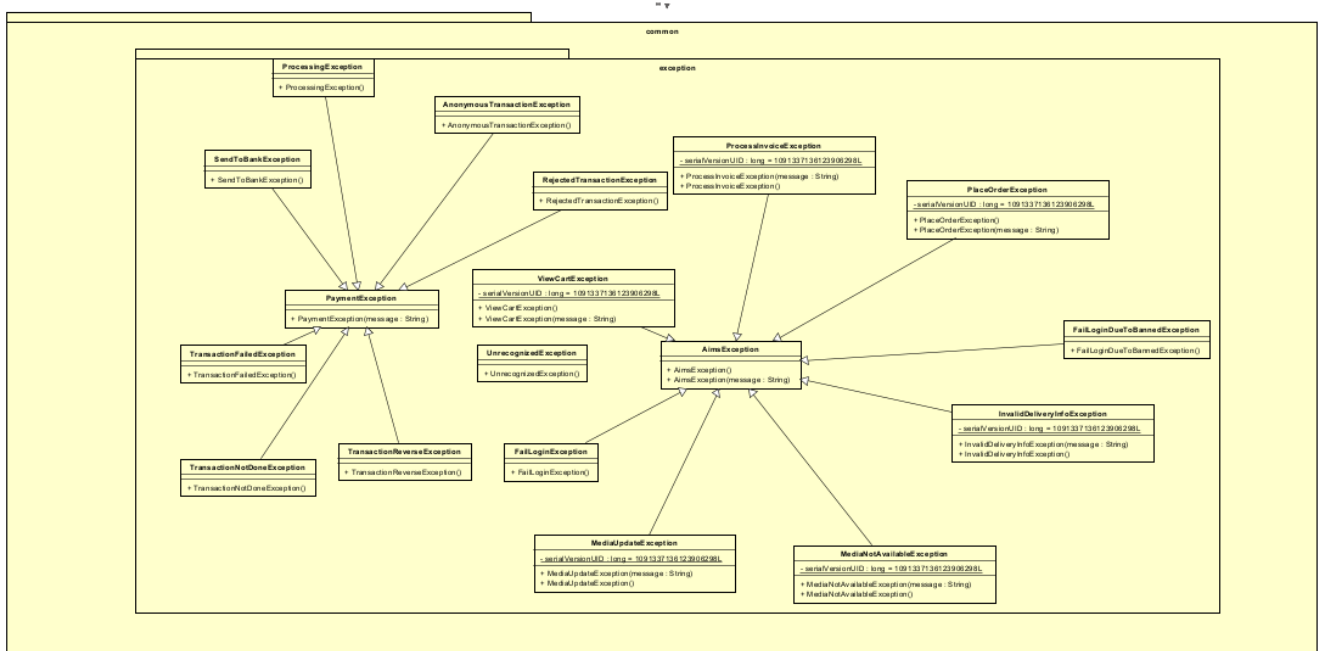 common
exception
ProcessingException
+ ProcessingException()
AnonymousTransactionException
+ AnonymousTransactionException()
SendToBankException
+ SendToBankException()
RejectedTransactionException
+ RejectedTransactionException()
ProcessInvoiceException
- serialVersionUID : long = 1091337136123906298L
+ ProcessInvoiceException(message : String)
+ ProcessInvoiceException()
PlaceOrderException
- serialVersionUID : long = 1091337136123906298L
+ PlaceOrderException()
+ PlaceOrderException(message : String)
ViewCartException
- serialVersionUID : long = 1091337136123906298L
+ ViewCartException()
+ ViewCartException(message : String)
PaymentException
+ PaymentException(message : String)
FailLoginDueToBannedException
+ FailLoginDueToBannedException()
TransactionFailedException
+ TransactionFailedException()
UnrecognizedException
+ UnrecognizedException()
AimsException
+ AimsException()
+ AimsException(message : String)
InvalidDeliveryInfoException
- serialVersionUID : long = 1091337136123906298L
+ InvalidDeliveryInfoException(message : String)
+ InvalidDeliveryInfoException()
TransactionReverseException
+ TransactionReverseException()
FailLoginException
+ FailLoginException()
TransactionNotDoneException
+ TransactionNotDoneException()
MediaUpdateException
- serialVersionUID : long = 1091337136123906298L
+ MediaUpdateException(message : String)
+ MediaUpdateException()
MediaNotAvailableException
- serialVersionUID : long = 1091337136123906298L
+ MediaNotAvailableException(message : String)
+ MediaNotAvailableException()